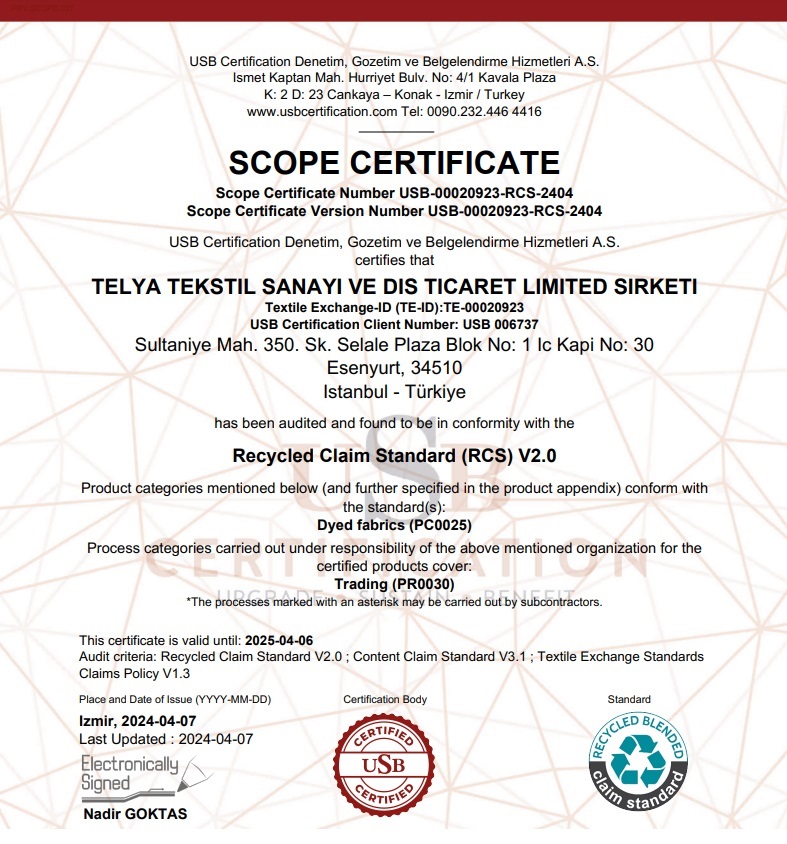 USB Certification Denetim, Gozetim ve Belgelendirme Hizmetleri A.S.
Ismet Kaptan Mah. Hurriyet Bulv. No: 4/1 Kavala Plaza
K: 2 D: 23 Cankaya – Konak - Izmir / Turkey
www.usbcertification.com Tel: 0090.232.446 4416
SCOPE CERTIFICATE
Scope Certificate Number USB-00020923-RCS-2404
Scope Certificate Version Number USB-00020923-RCS-2404
USB Certification Denetim, Gozetim ve Belgelendirme Hizmetleri A.S.
certifies that
TELYA TEKSTIL SANAYI VE DIS TICARET LIMITED SIRKETI
Textile Exchange-ID (TE-ID):TE-00020923
USB Certification Client Number: USB 006737
Sultaniye Mah. 350. Sk. Selale Plaza Blok No: 1 Ic Kapi No: 30
Esenyurt, 34510
Istanbul - Türkiye
has been audited and found to be in conformity with the
USB
Recycled Claim Standard (RCS) V2.0
Product categories mentioned below (and further specified in the product appendix) conform with
the standard(s):
Dyed fabrics (PC0025)
CERTIFICATION
Process categories carried out under responsibility of the above mentioned organization for the
certified products cover:
Trading (PR0030)
UPGRADE - SUSTAIN - BENEFIT
*The processes marked with an asterisk may be carried out by subcontractors.
This certificate is valid until: 2025-04-06
Audit criteria: Recycled Claim Standard V2.0 ; Content Claim Standard V3.1 ; Textile Exchange Standards
Claims Policy V1.3
Place and Date of Issue (YYYY-MM-DD)
Certification Body
Standard
Izmir, 2024-04-07
Last Updated : 2024-04-07
Electronically
Signed
Nadir GOKTAS
CERTIFIED
USB
CERTIFIED
RECYCLED BLENDED
claim standard